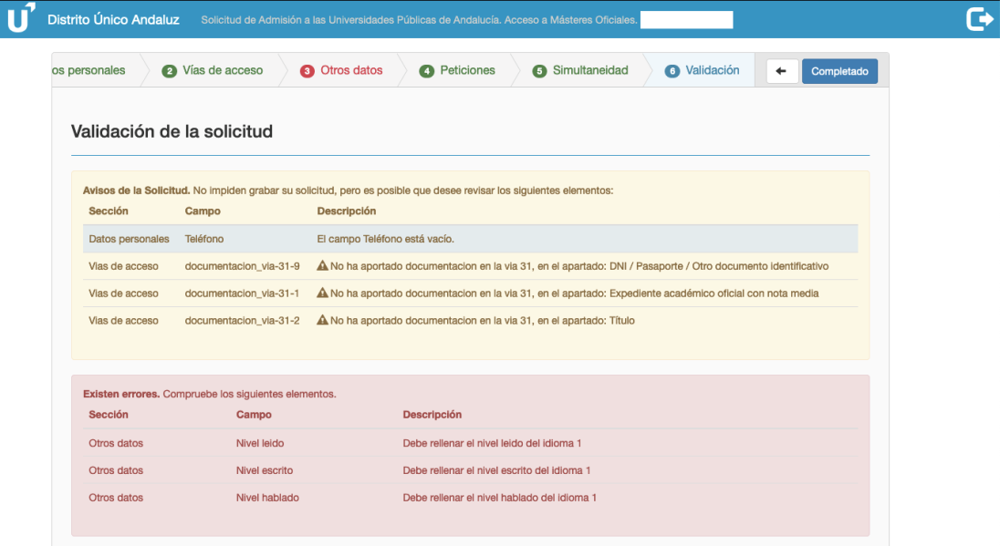 Distrito Único Andaluz Solicitud de Admisión a las Universidades Públicas de Andalucía. Acceso a Másteres Oficiales.
os personales 2 Vías de acceso 3 Otros datos 4 Peticiones 5 Simultaneidad 6 Validación Completado
Validación de la solicitud
Avisos de la Solicitud. No impiden grabar su solicitud, pero es posible que desee revisar los siguientes elementos:
Sección Campo Descripción
Datos personales Teléfono El campo Teléfono está vacío.
Vias de acceso documentacion_via-31-9 No ha aportado documentacion en la via 31, en el apartado: DNI / Pasaporte / Otro documento identificativo
Vias de acceso documentacion_via-31-1 No ha aportado documentacion en la via 31, en el apartado: Expediente académico oficial con nota media
Vias de acceso documentacion_via-31-2 No ha aportado documentacion en la via 31, en el apartado: Título
Existen errores. Compruebe los siguientes elementos.
Sección Campo Descripción
Otros datos Nivel leido Debe rellenar el nivel leido del idioma 1
Otros datos Nivel escrito Debe rellenar el nivel escrito del idioma 1
Otros datos Nivel hablado Debe rellenar el nivel hablado del idioma 1